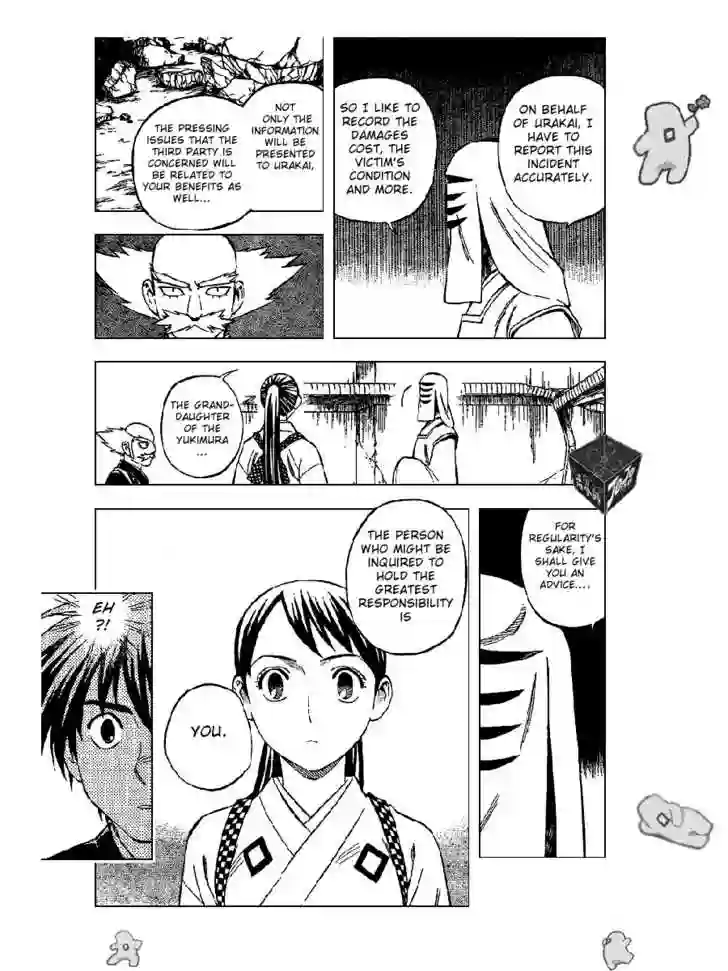 ON BEHALF
OF URAKAI, I
HAVE TO
REPORT THIS
INCIDENT
ACCURATELY.
SO I LIKE TO
RECORD THE
DAMAGES
COST, THE
VICTIM'S
CONDITION
AND MORE.
NOT
ONLY THE
INFORMATION
WILL BE
PRESENTED
TO URAKAI,
THE PRESSING
ISSUES THAT THE
THIRD PARTY IS
CONCERNED WILL
BE RELATED TO
YOUR BENEFITS AS
WELL...
THE GRAND-
DAUGHTER
OF THE
YUKIMURA
...
FOR
REGULARITY'S
SAKE, I
SHALL GIVE
YOU AN
ADVICE....
THE PERSON
WHO MIGHT BE
INQUIRED TO
HOLD THE
GREATEST
RESPONSIBILITY
IS
YOU.
EH
?!